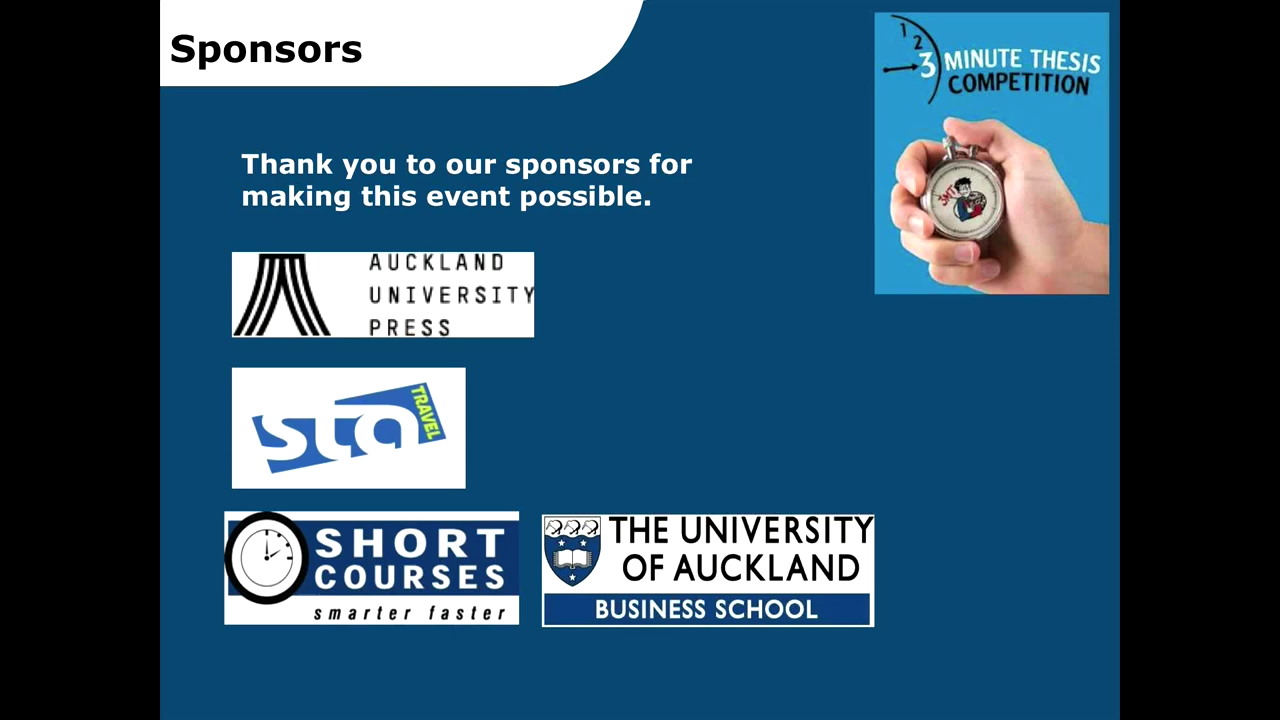 Sponsors
1
2
3 MINUTE THESIS
COMPETITION
3MT
Thank you to our sponsors for
making this event possible.
AUCKLAND
UNIVERSITY
PRESS
sta TRAVEL
SHORT
COURSES
smarter faster
THE UNIVERSITY
OF AUCKLAND
BUSINESS SCHOOL